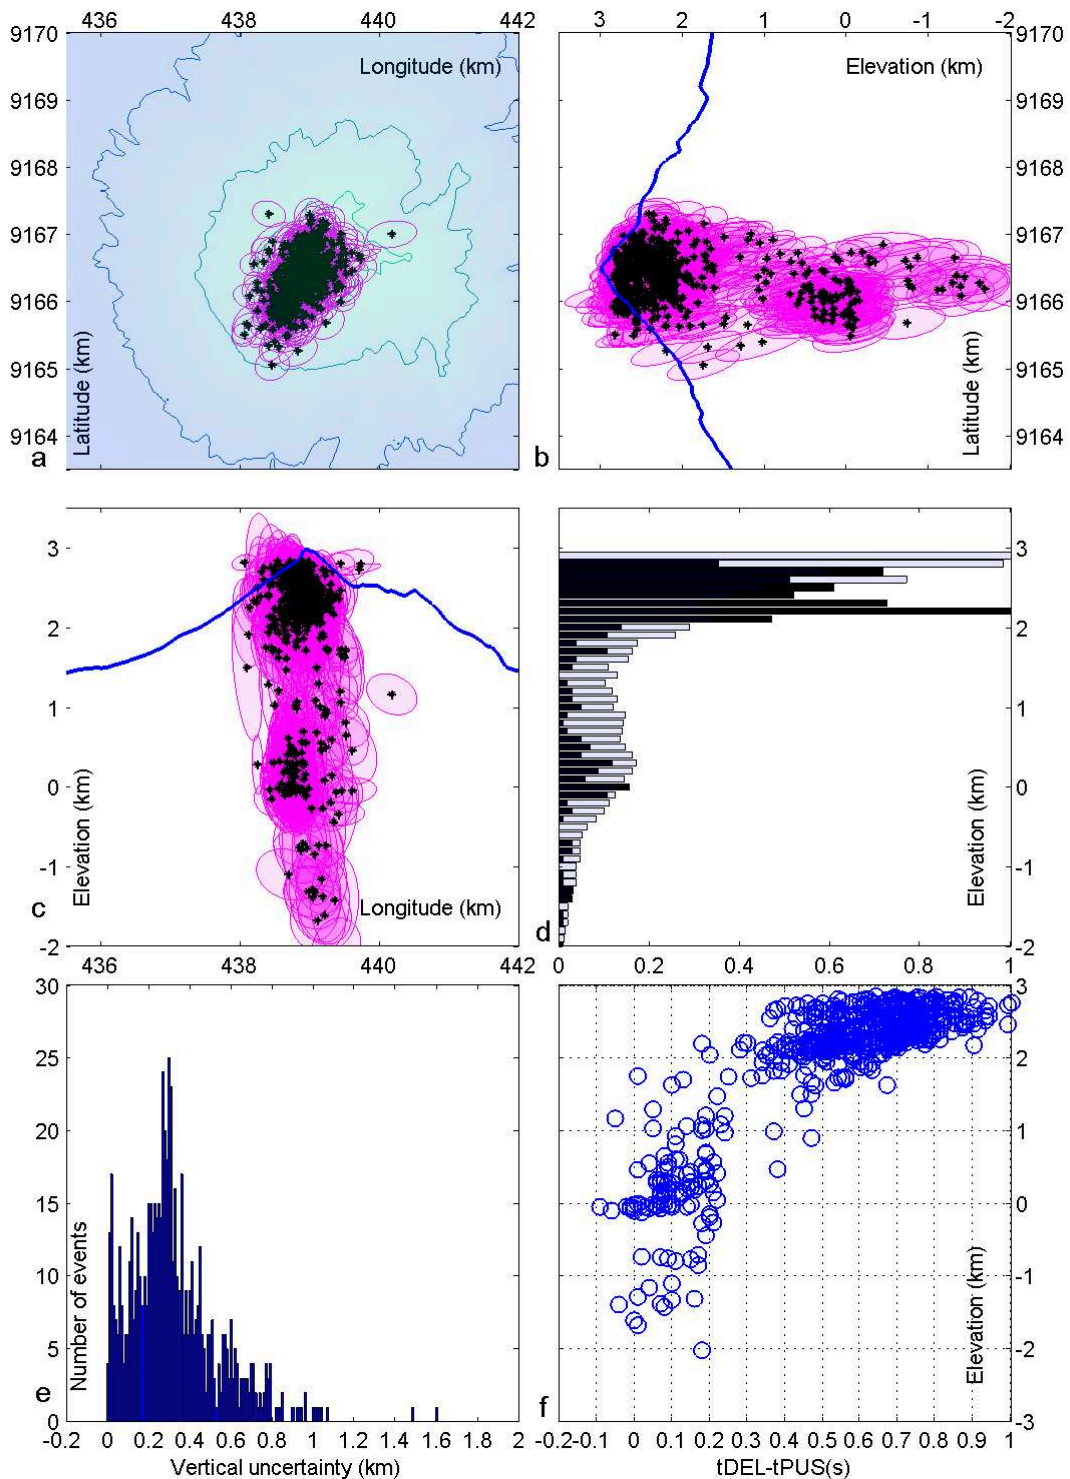 436 438 440 442
3 2 1 0 -1 -2
9170
9169
9168
9167
9166
9165
9164
Longitude (km)
Latitude (km)
a
Elevation (km)
9170
9169
9168
9167
9166
9165
9164
Latitude (km)
b
3
2
1
0
-1
-2
Elevation (km)
Longitude (km)
c
436 438 440 442
3
2
1
0
-1
-2
Elevation (km)
d
0 0.2 0.4 0.6 0.8 1
30
25
20
15
10
5
0
Number of events
e
-0.2 0 0.2 0.4 0.6 0.8 1 1.2 1.4 1.6 1.8 2
Vertical uncertainty (km)
3
2
1
0
-1
-2
-3
Elevation (km)
f
-0.2 -0.1 0 0.1 0.2 0.3 0.4 0.5 0.6 0.7 0.8 0.9 1
tDEL-tPUS(s)